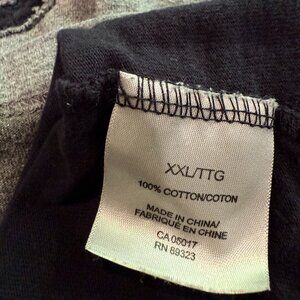 XXL/TTG
100% COTTON/COTON
MADE IN CHINA/
FABRIQUÉ EN CHINE
CA 05017
RN 69323